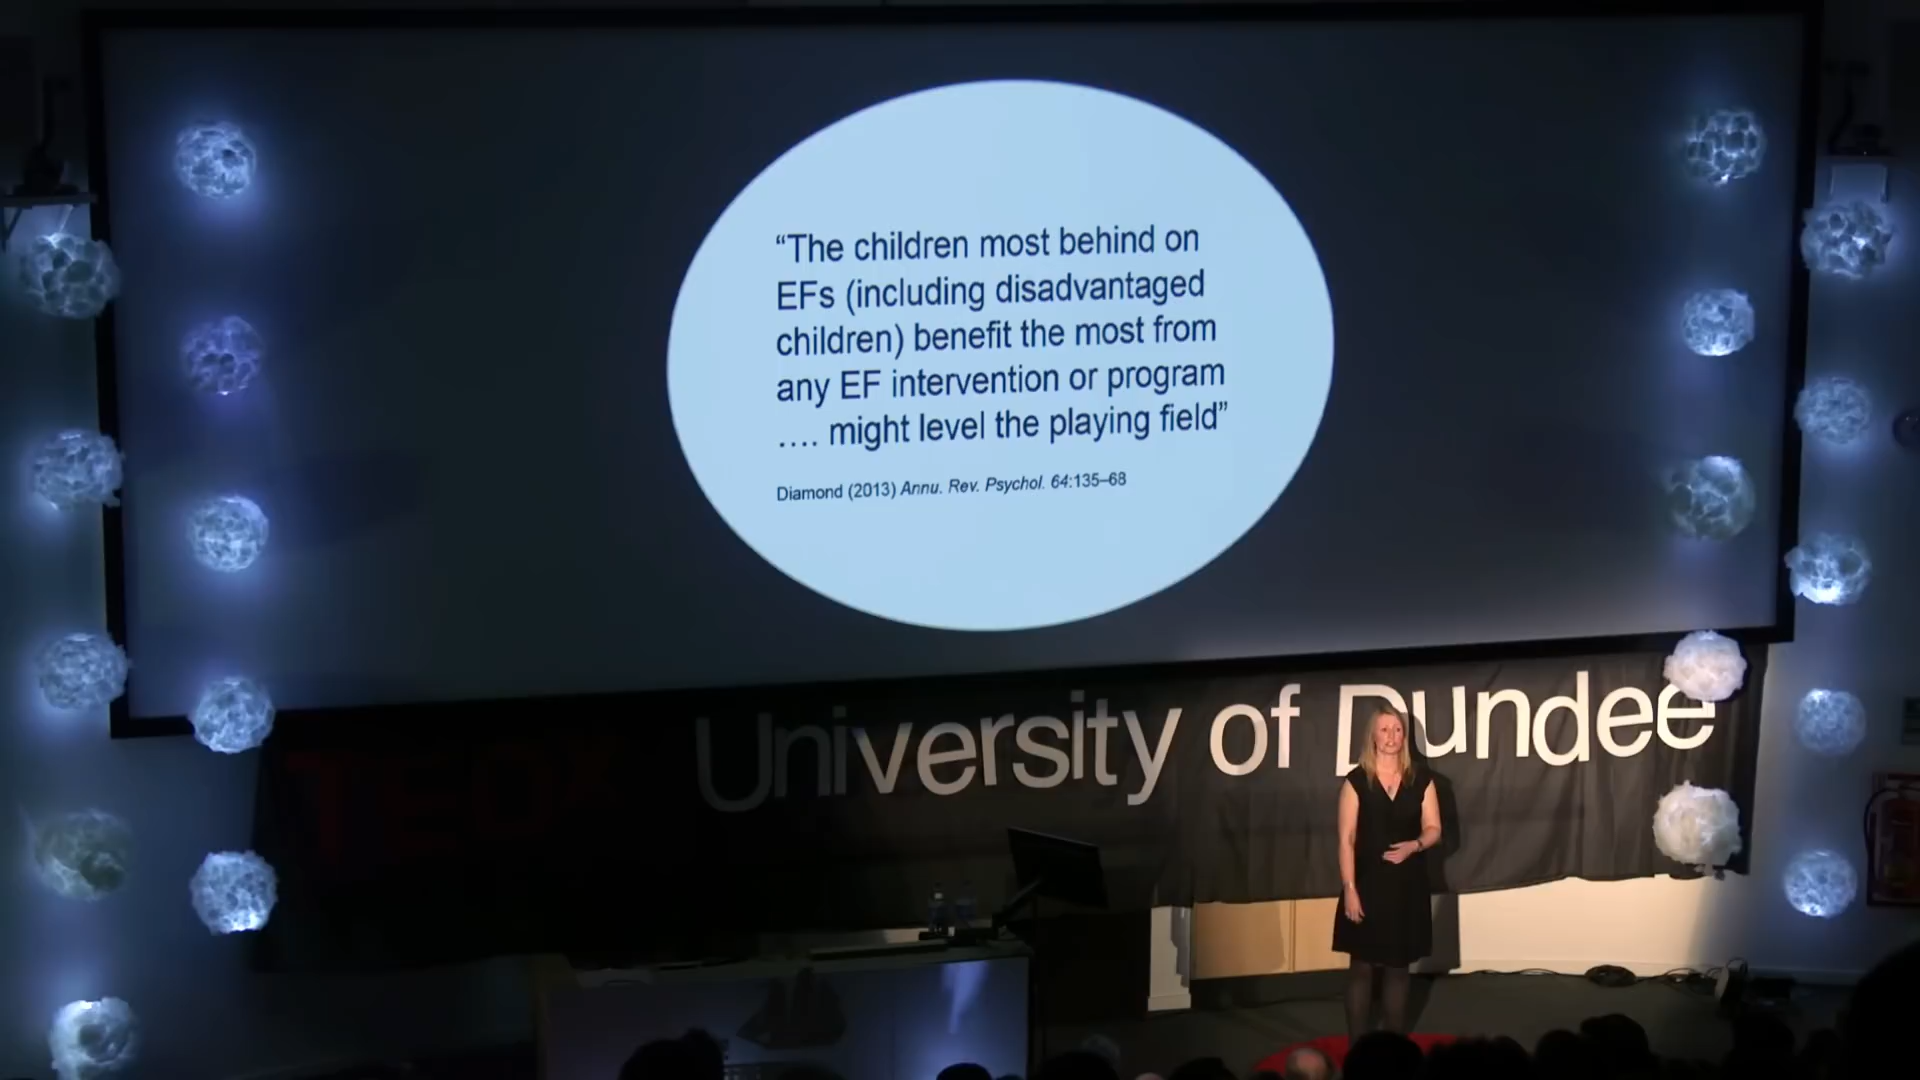 “The children most behind on
EFs (including disadvantaged
children) benefit the most from
any EF intervention or program
…. might level the playing field”
Diamond (2013) Annu. Rev. Psychol. 64:135–68
TEDx
University of Dundee